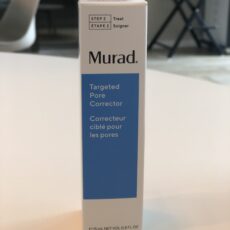 STEP 2 Treat
ÉTAPE 2 Soigner
Murad.
Targeted
Pore
Corrector
Correcteur
ciblé pour
les pores